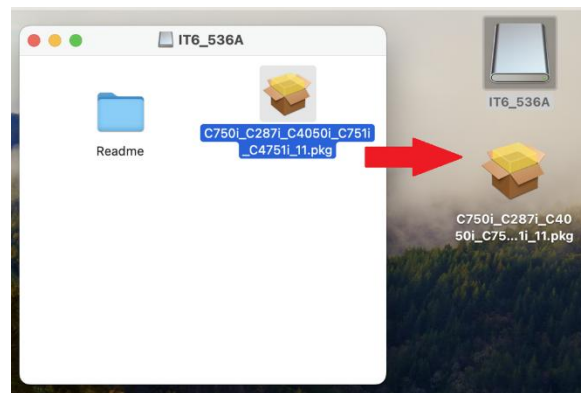 IT6_536A
Readme
C750i_C287i_C4050i_C751i
_C4751i_11.pkg
IT6_536A
C750i_C287i_C40
50i_C75...1i_11.pkg